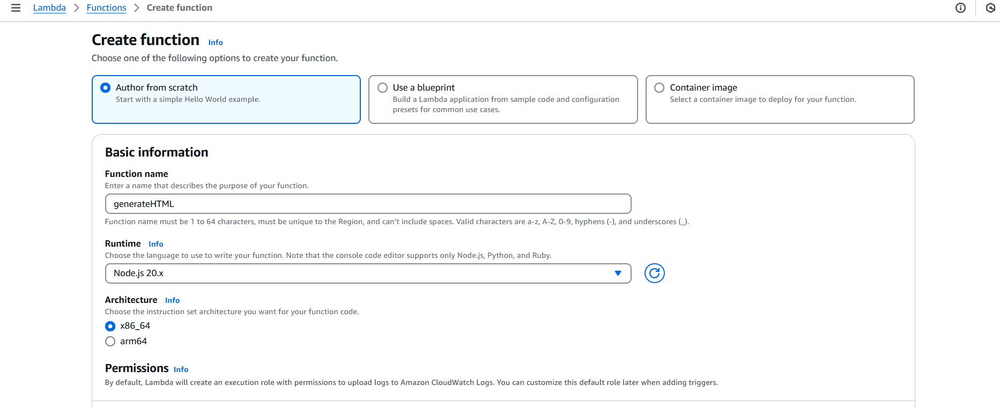 Lambda > Functions > Create function
Create function Info
Choose one of the following options to create your function.
Author from scratch
Start with a simple Hello World example.
Use a blueprint
Build a Lambda application from sample code and configuration
presets for common use cases.
Container image
Select a container image to deploy for your function.
Basic information
Function name
Enter a name that describes the purpose of your function.
generateHTML
Function name must be 1 to 64 characters, must be unique to the Region, and can’t include spaces. Valid characters are a-z, A-Z, 0-9, hyphens (-), and underscores (_).
Runtime Info
Choose the language to use to write your function. Note that the console code editor supports only Node.js, Python, and Ruby.
Node.js 20.x
Architecture Info
Choose the instruction set architecture you want for your function code.
x86_64
arm64
Permissions Info
By default, Lambda will create an execution role with permissions to upload logs to Amazon CloudWatch Logs. You can customize this default role later when adding triggers.